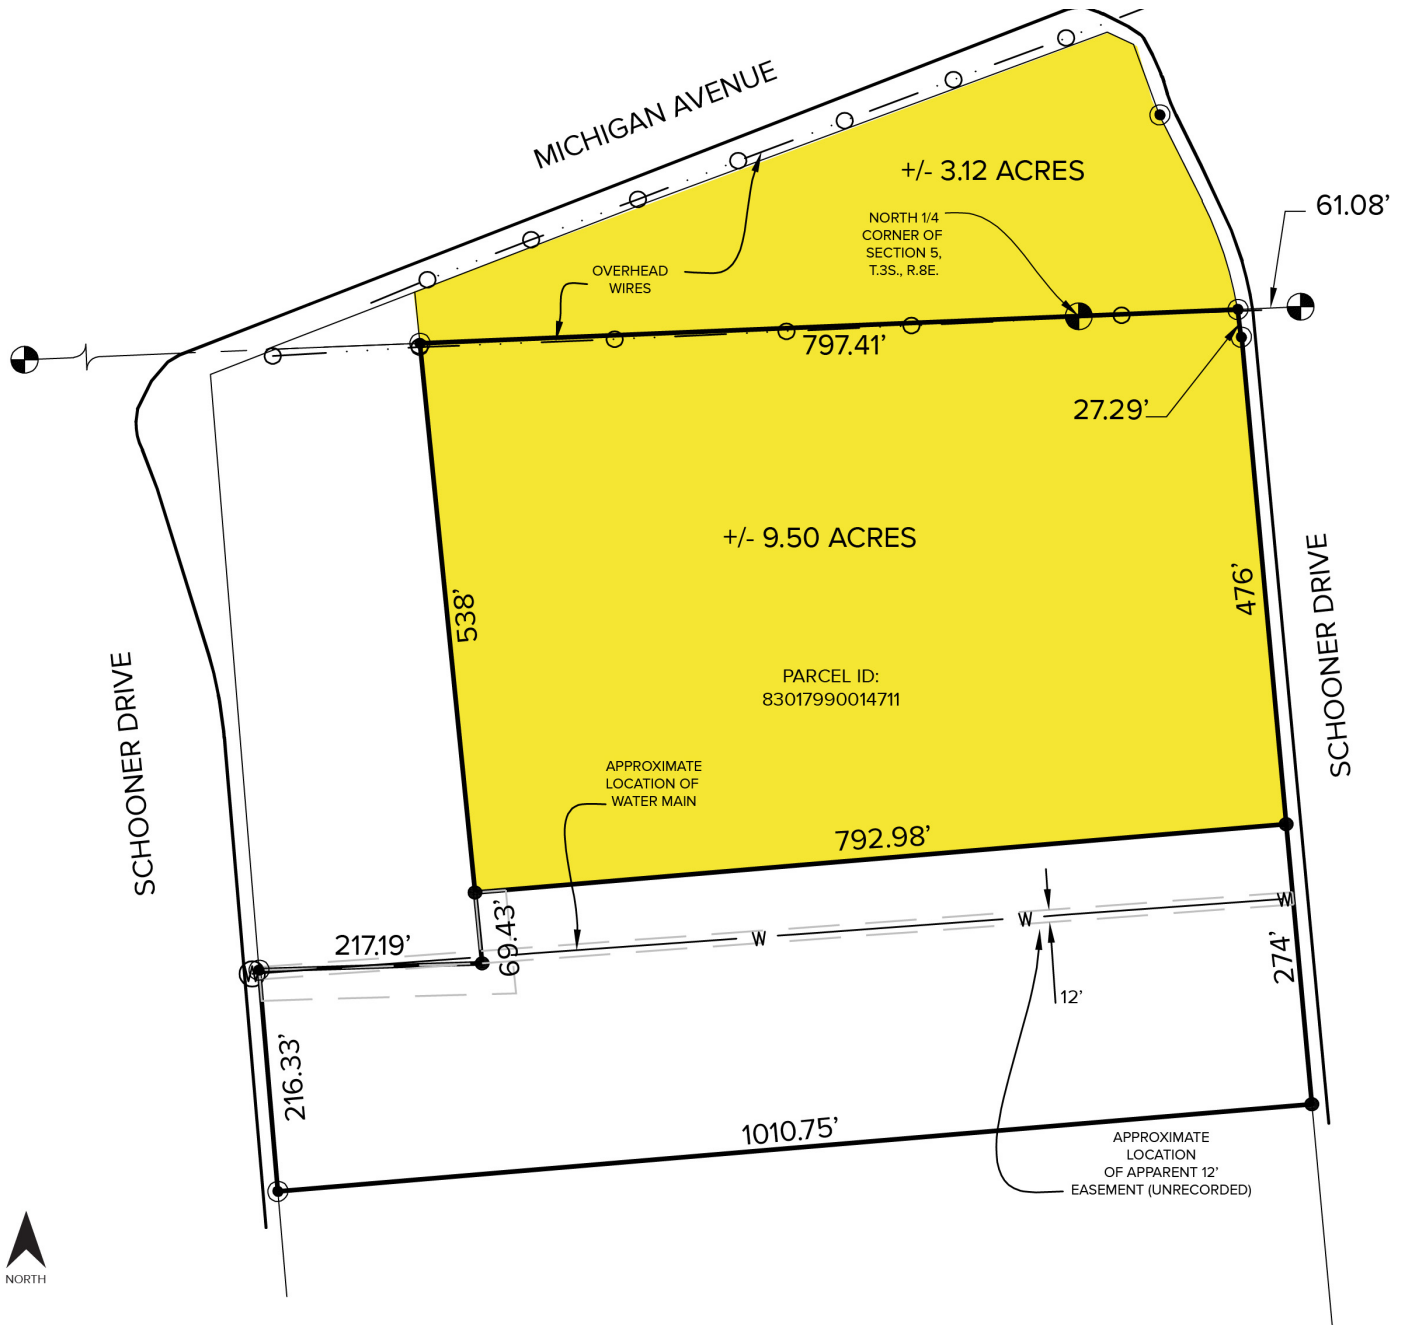 MICHIGAN AVENUE
+/- 3.12 ACRES
NORTH 1/4
CORNER OF
SECTION 5,
T.3S., R.8E.
61.08’
OVERHEAD
WIRES
797.41’
27.29’
+/- 9.50 ACRES
538’
476’
SCHOONER DRIVE
SCHOONER DRIVE
PARCEL ID:
83017990014711
APPROXIMATE
LOCATION OF
WATER MAIN
792.98’
217.19’
69.43’
W
W
W
W
274’
12’
216.33’
1010.75’
APPROXIMATE
LOCATION
OF APPARENT 12’
EASEMENT (UNRECORDED)
NORTH